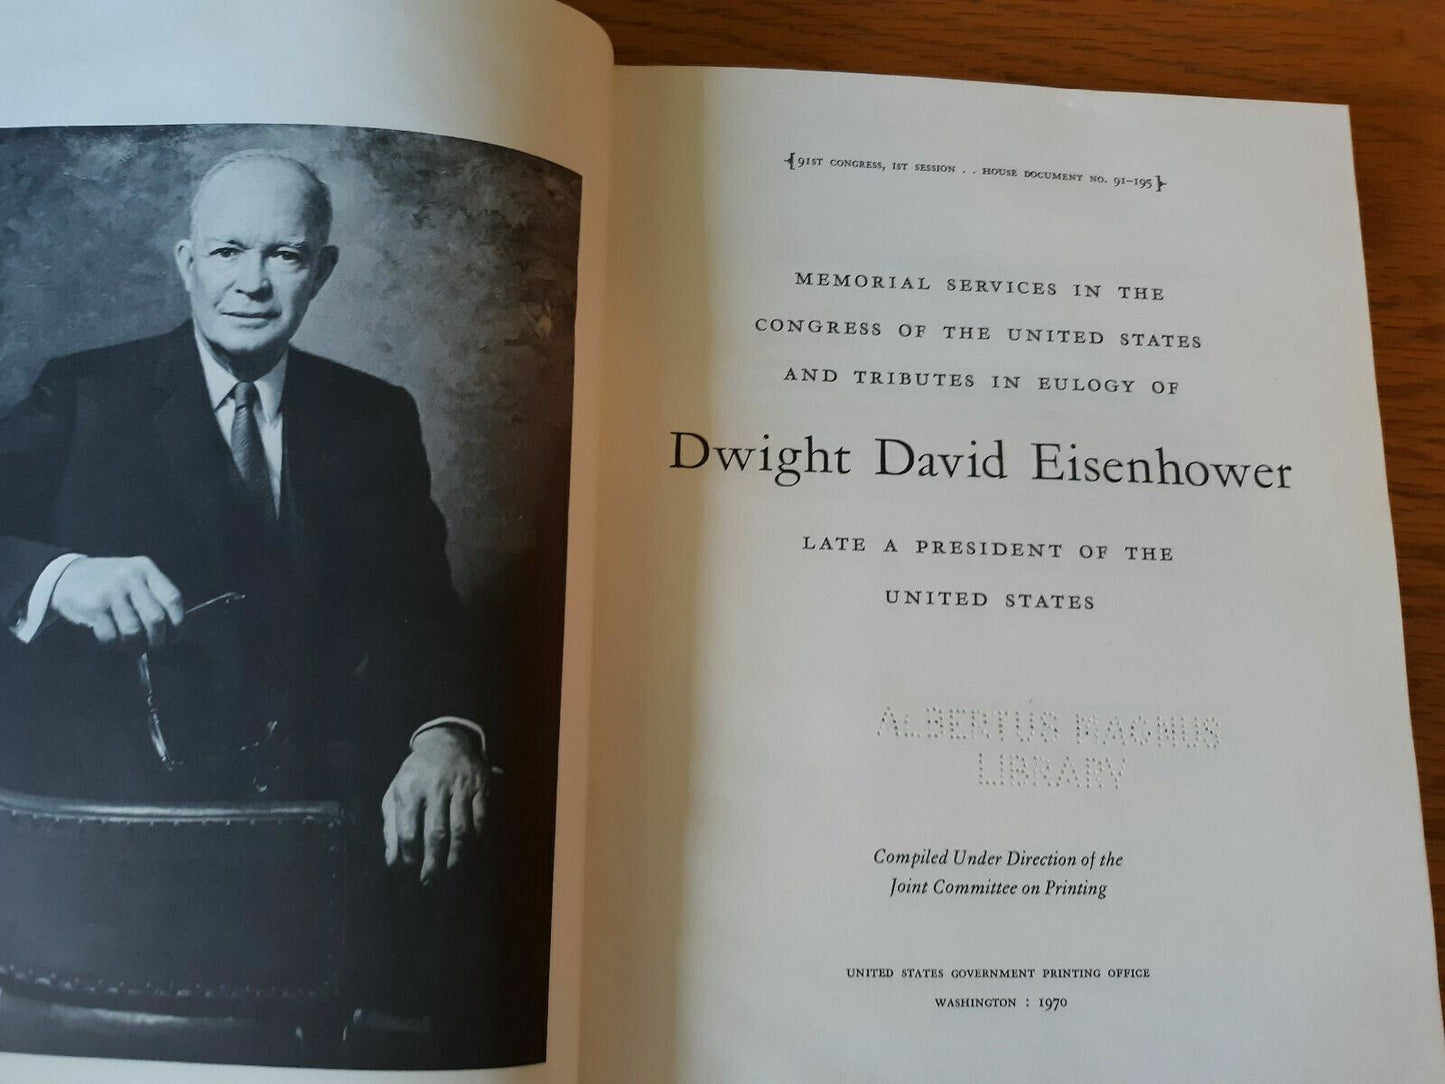 {91ST CONGRESS, 1ST SESSION . . HOUSE DOCUMENT NO. 91–195}
MEMORIAL SERVICES IN THE
CONGRESS OF THE UNITED STATES
AND TRIBUTES IN EULOGY OF
Dwight David Eisenhower
LATE A PRESIDENT OF THE
UNITED STATES
ALBERTUS MAGNUS
LIBRARY
Compiled Under Direction of the
Joint Committee on Printing
UNITED STATES GOVERNMENT PRINTING OFFICE
WASHINGTON : 1970